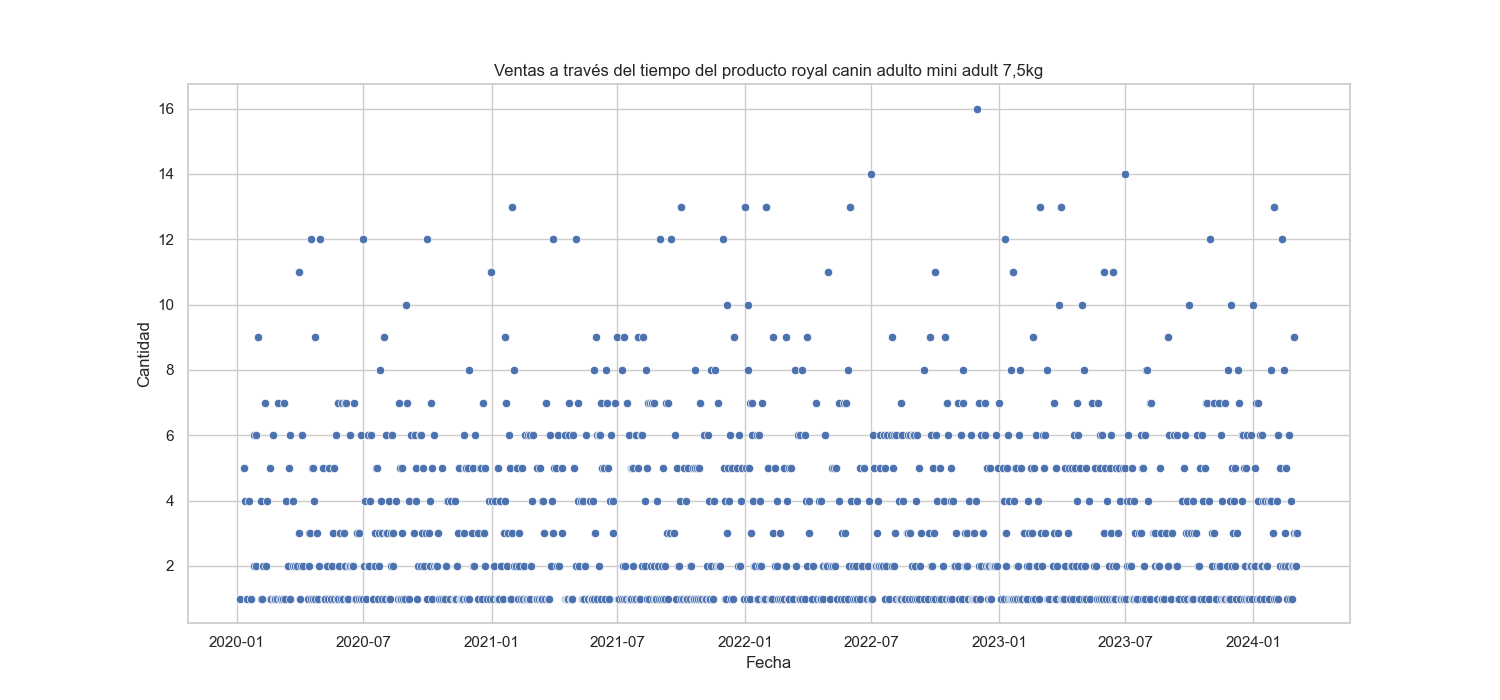 Ventas a través del tiempo del producto royal canin adulto mini adult 7,5kg
16
14
12
10
8
6
4
2
Cantidad
2020-01 2020-07 2021-01 2021-07 2022-01 2022-07 2023-01 2023-07 2024-01
Fecha